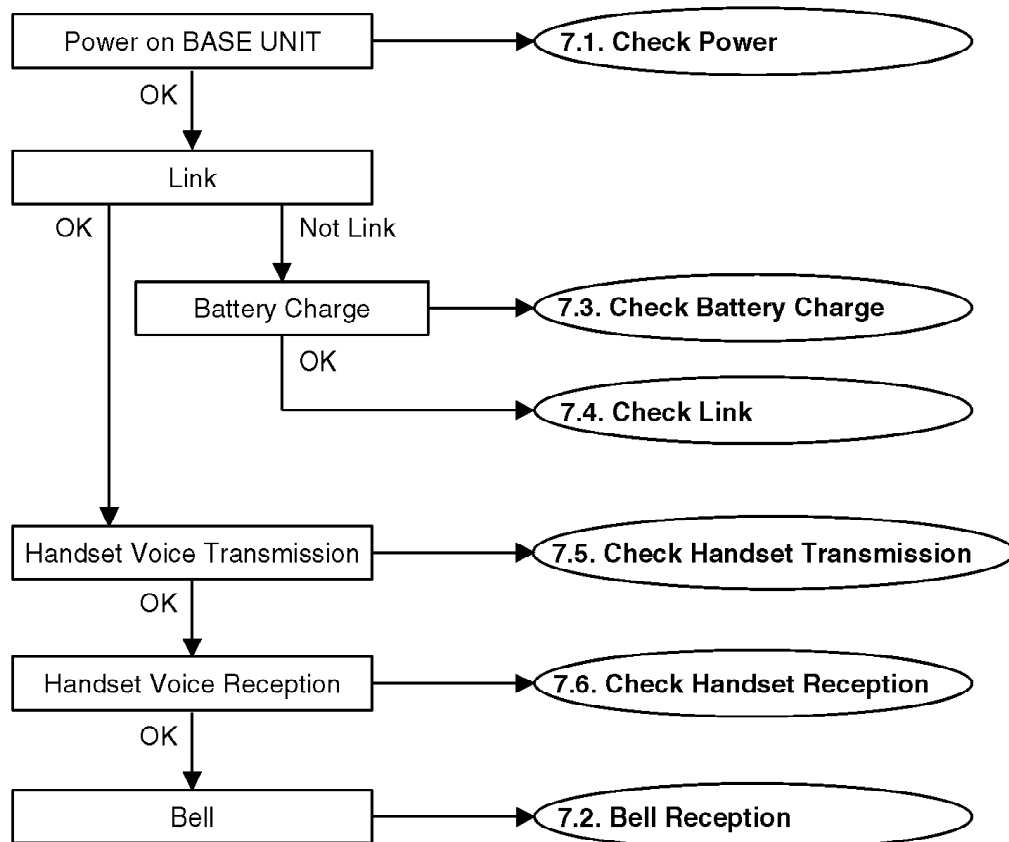 Power on BASE UNIT
7.1. Check Power
OK
Link
OK
Not Link
Battery Charge
7.3. Check Battery Charge
OK
7.4. Check Link
Handset Voice Transmission
7.5. Check Handset Transmission
OK
Handset Voice Reception
7.6. Check Handset Reception
OK
Bell
7.2. Bell Reception